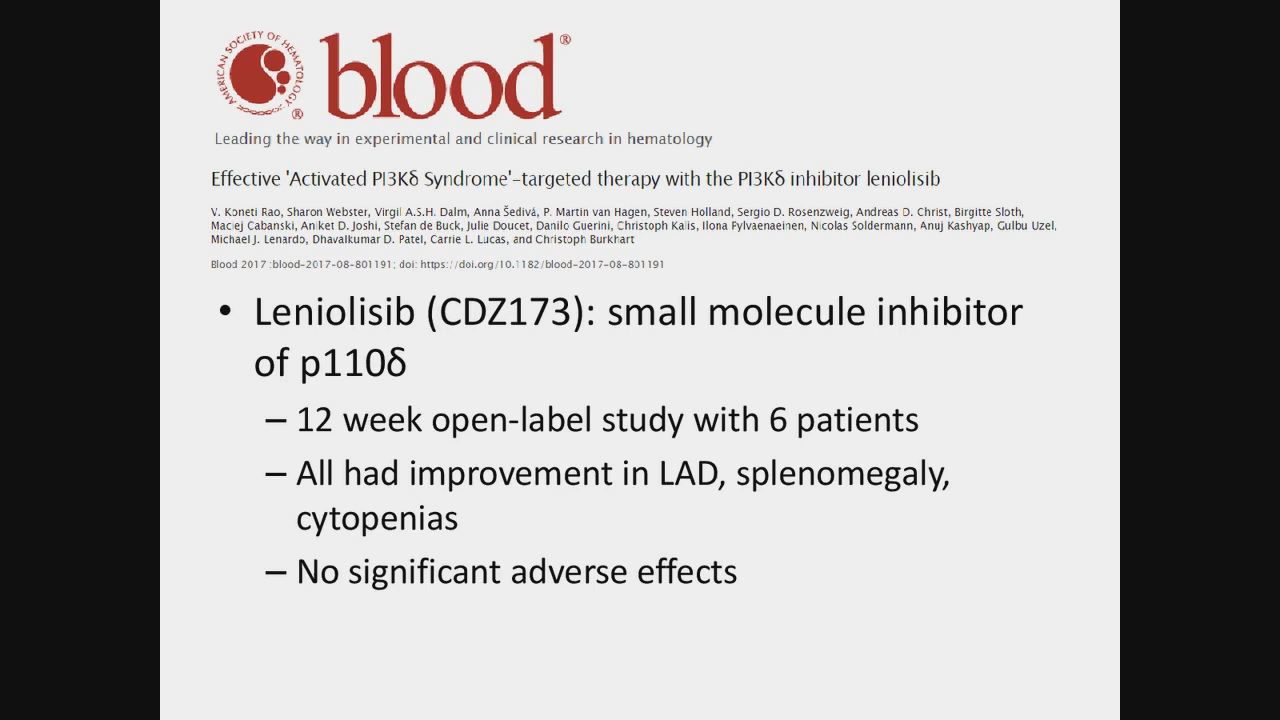 AMERICAN SOCIETY OF HEMATOLOGY ®
blood®
Leading the way in experimental and clinical research in hematology
Effective 'Activated PI3Kδ Syndrome'–targeted therapy with the PI3Kδ inhibitor leniolisib
V. Koneti Rao, Sharon Webster, Virgil A.S.H. Dalm, Anna Šedivá, P. Martin van Hagen, Steven Holland, Sergio D. Rosenzweig, Andreas D. Christ, Birgitte Sloth,
Maciej Cabanski, Aniket D. Joshi, Stefan de Buck, Julie Doucet, Danilo Guerini, Christoph Kalis, Ilona Pylvaenaeinen, Nicolas Soldermann, Anuj Kashyap, Gulbu Uzel,
Michael J. Lenardo, Dhavalkumar D. Patel, Carrie L. Lucas, and Christoph Burkhart
Blood 2017 :blood-2017-08-801191; doi: https://doi.org/10.1182/blood-2017-08-801191
• Leniolisib (CDZ173): small molecule inhibitor
of p110δ
– 12 week open-label study with 6 patients
– All had improvement in LAD, splenomegaly,
cytopenias
– No significant adverse effects